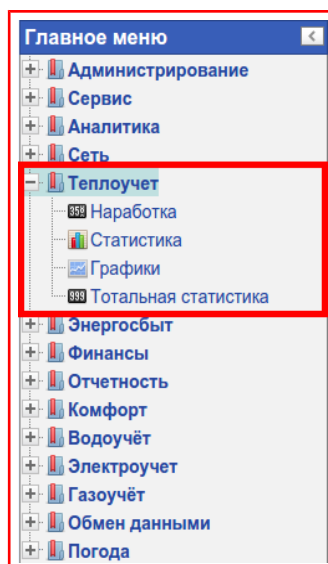 Главное меню
Администрирование
Сервис
Аналитика
Сеть
Теплоучет
Наработка
Статистика
Графики
Тотальная статистика
Энергосбыт
Финансы
Отчетность
Комфорт
Водоучёт
Электроучет
Газоучёт
Обмен данными
Погода